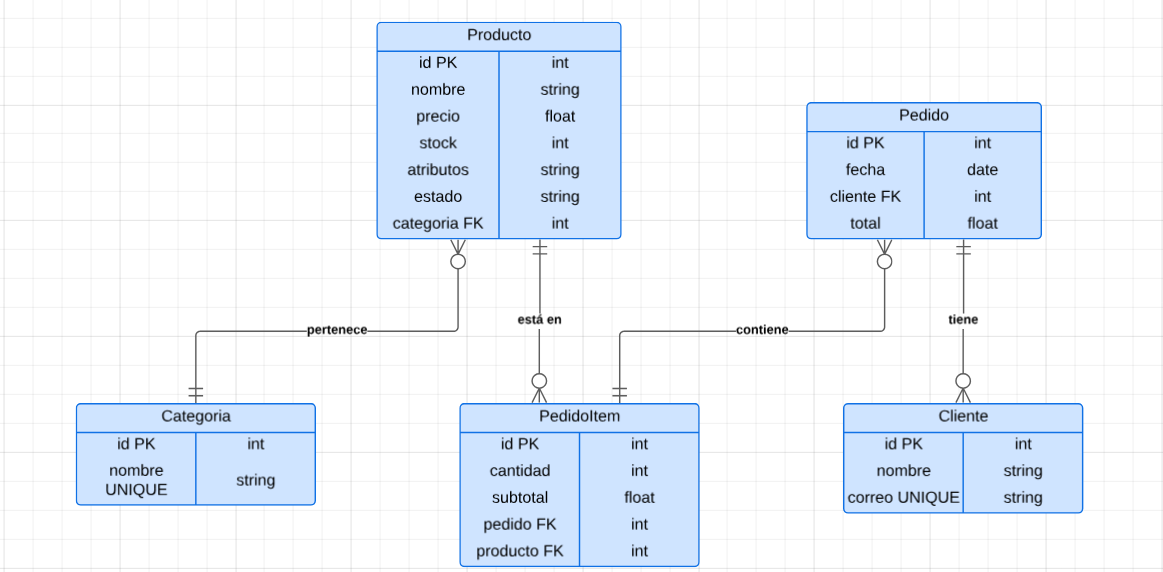 Producto
id PK int
nombre string
precio float
stock int
atributos string
estado string
categoria FK int
Pedido
id PK int
fecha date
cliente FK int
total float
pertenece
está en
contiene
tiene
Categoria
id PK int
nombre
UNIQUE
string
PedidoItem
id PK int
cantidad int
subtotal float
pedido FK int
producto FK int
Cliente
id PK int
nombre string
correo UNIQUE string